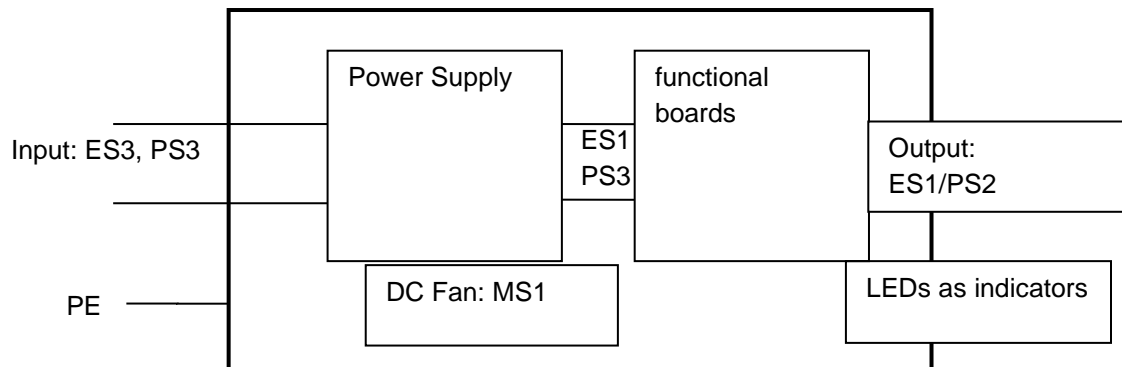 Power Supply
functional
boards
Input: ES3, PS3
ES1
PS3
Output:
ES1/PS2
DC Fan: MS1
LEDs as indicators
PE